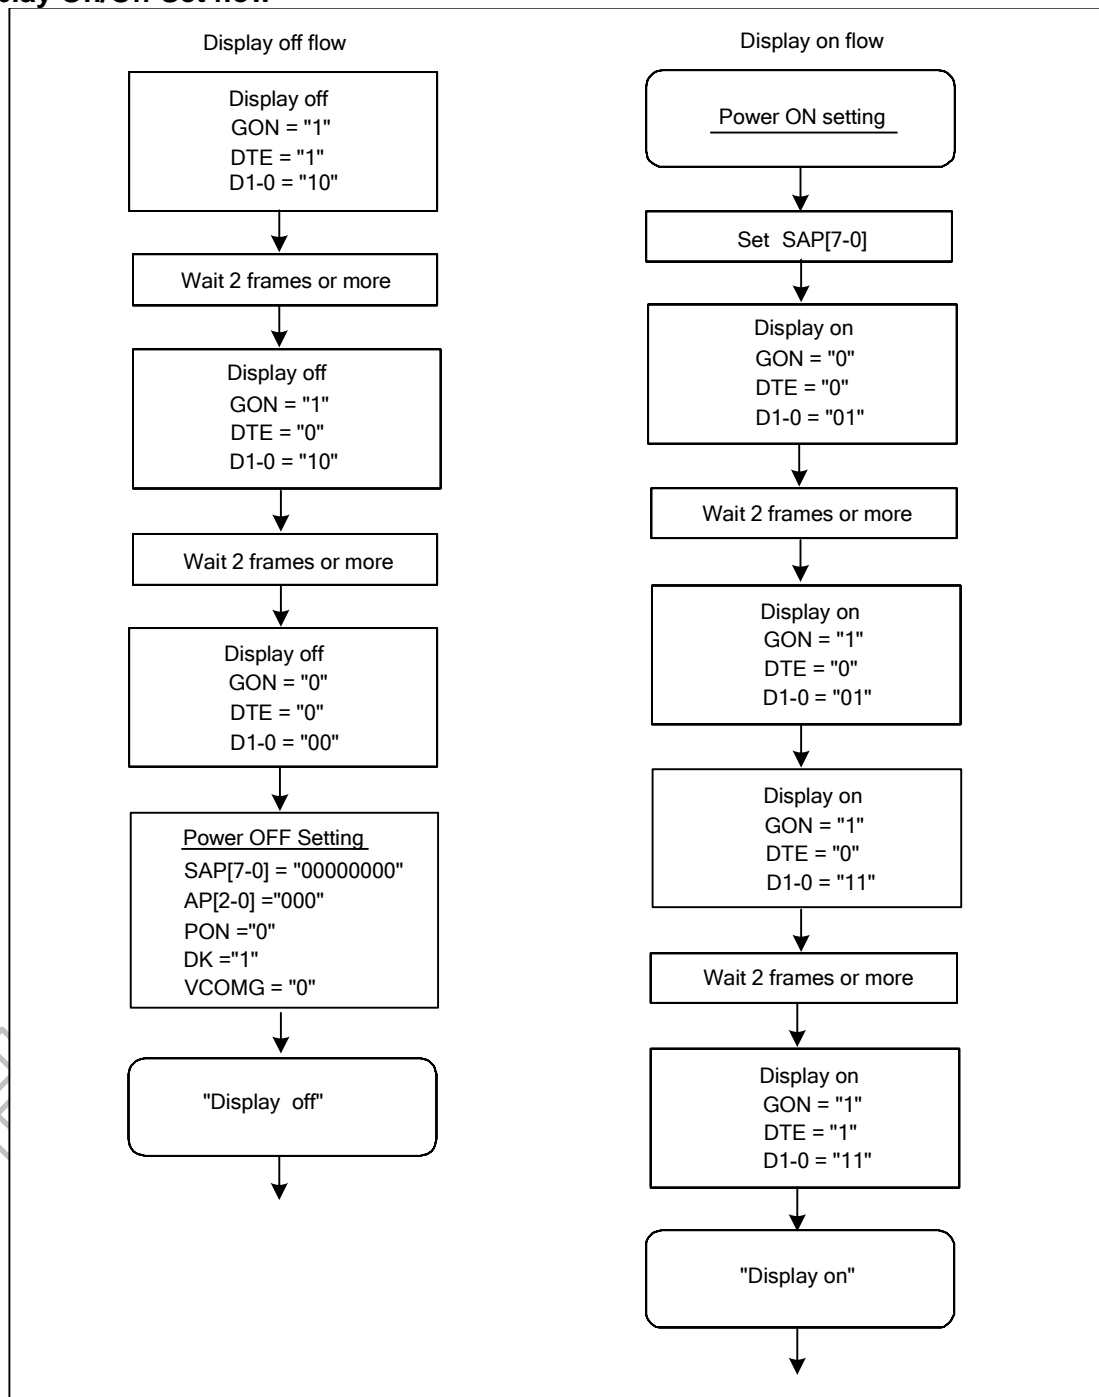 Display off flow
Display off
GON = "1"
DTE = "1"
D1-0 = "10"
Wait 2 frames or more
Display off
GON = "1"
DTE = "0"
D1-0 = "10"
Wait 2 frames or more
Display off
GON = "0"
DTE = "0"
D1-0 = "00"
Power OFF Setting
SAP[7-0] = "00000000"
AP[2-0] ="000"
PON ="0"
DK ="1"
VCOMG = "0"
"Display off"
Display on flow
Power ON setting
Set SAP[7-0]
Display on
GON = "0"
DTE = "0"
D1-0 = "01"
Wait 2 frames or more
Display on
GON = "1"
DTE = "0"
D1-0 = "01"
Display on
GON = "1"
DTE = "0"
D1-0 = "11"
Wait 2 frames or more
Display on
GON = "1"
DTE = "1"
D1-0 = "11"
"Display on"